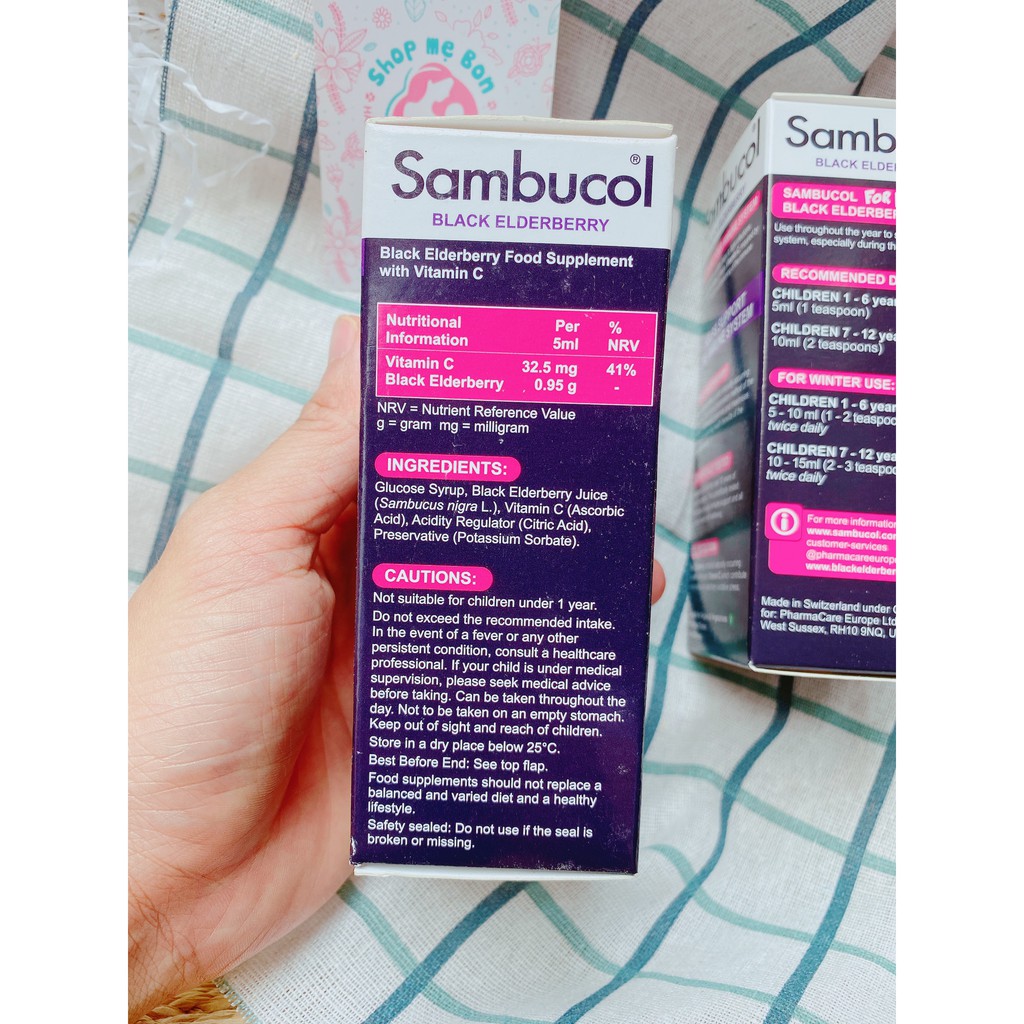 Shop Mẹ Bon
Sambucol®
BLACK ELDERBERRY
Black Elderberry Food Supplement
with Vitamin C
Nutritional Information Per 5ml % NRV
Vitamin C 32.5 mg 41%
Black Elderberry 0.95 g -
NRV = Nutrient Reference Value
g = gram mg = milligram
INGREDIENTS:
Glucose Syrup, Black Elderberry Juice
(Sambucus nigra L.), Vitamin C (Ascorbic
Acid), Acidity Regulator (Citric Acid),
Preservative (Potassium Sorbate).
CAUTIONS:
Not suitable for children under 1 year.
Do not exceed the recommended intake.
In the event of a fever or any other
persistent condition, consult a healthcare
professional. If your child is under medical
supervision, please seek medical advice
before taking. Can be taken throughout the
day. Not to be taken on an empty stomach.
Keep out of sight and reach of children.
Store in a dry place below 25°C.
Best Before End: See top flap.
Food supplements should not replace a
balanced and varied diet and a healthy
lifestyle.
Safety sealed: Do not use if the seal is
broken or missing.
Samb
BLACK ELDE
SAMBUCOL FOR
BLACK ELDERBE
Use throughout the year to
system, especially during th
RECOMMENDED D
CHILDREN 1 - 6 year
5ml (1 teaspoon)
CHILDREN 7 - 12 ye
10ml (2 teaspoons)
FOR WINTER USE:
CHILDREN 1 - 6 year
5 - 10 ml (1 - 2 teaspoo
twice daily
CHILDREN 7 - 12 yea
10 - 15ml (2 - 3 teaspoo
twice daily
For more information
www.sambucol.co
customer-services
@pharmacareeurop
www.blackelderber
Made in Switzerland under
for: PharmaCare Europe Ltd
West Sussex, RH10 9NQ, U